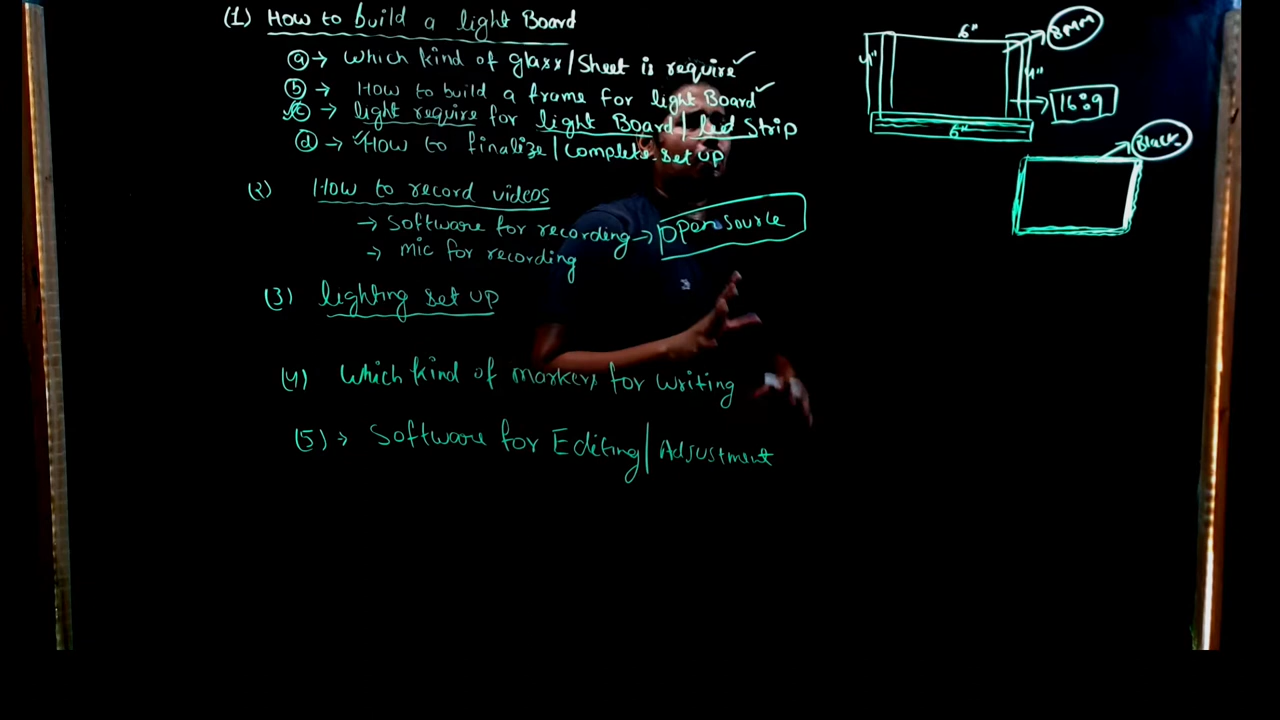 (1) How to build a light Board
(a) → which kind of glass/Sheet is require ✓
(b) → How to build a frame for light Board ✓
(c) → light require for light Board/led Strip
(d) → How to finalize/Complete set up
(2) How to record videos
→ Software for recording → Open source
→ mic for recording
(3) lighting set up
(4) which kind of markers for writing
(5) → Software for Editing/Adjustment
6"
8MM
4"
4"
16:9
6"
Black